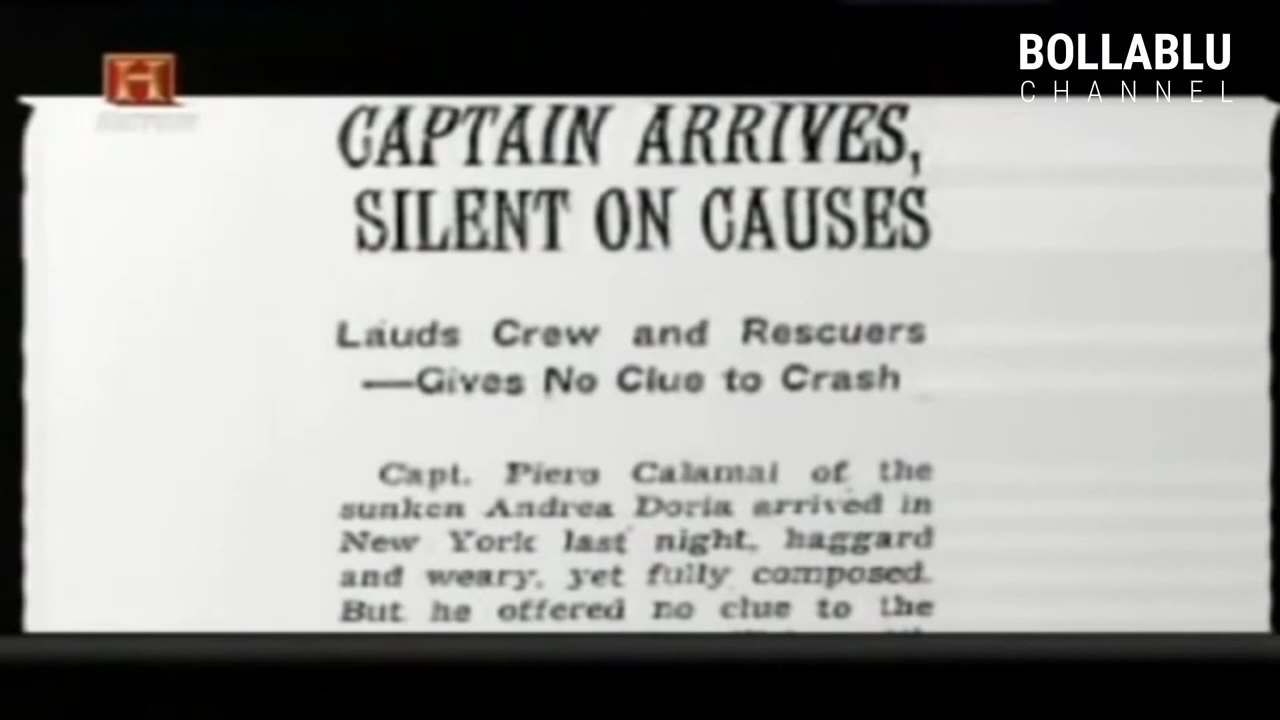 BOLLABLU
CHANNEL
H
CAPTAIN ARRIVES,
SILENT ON CAUSES
Lauds Crew and Rescuers
—Gives No Clue to Crash
Capt. Piero Calamai of the
sunken Andrea Doria arrived in
New York last night, haggard
and weary, yet fully composed.
But he offered no clue to the